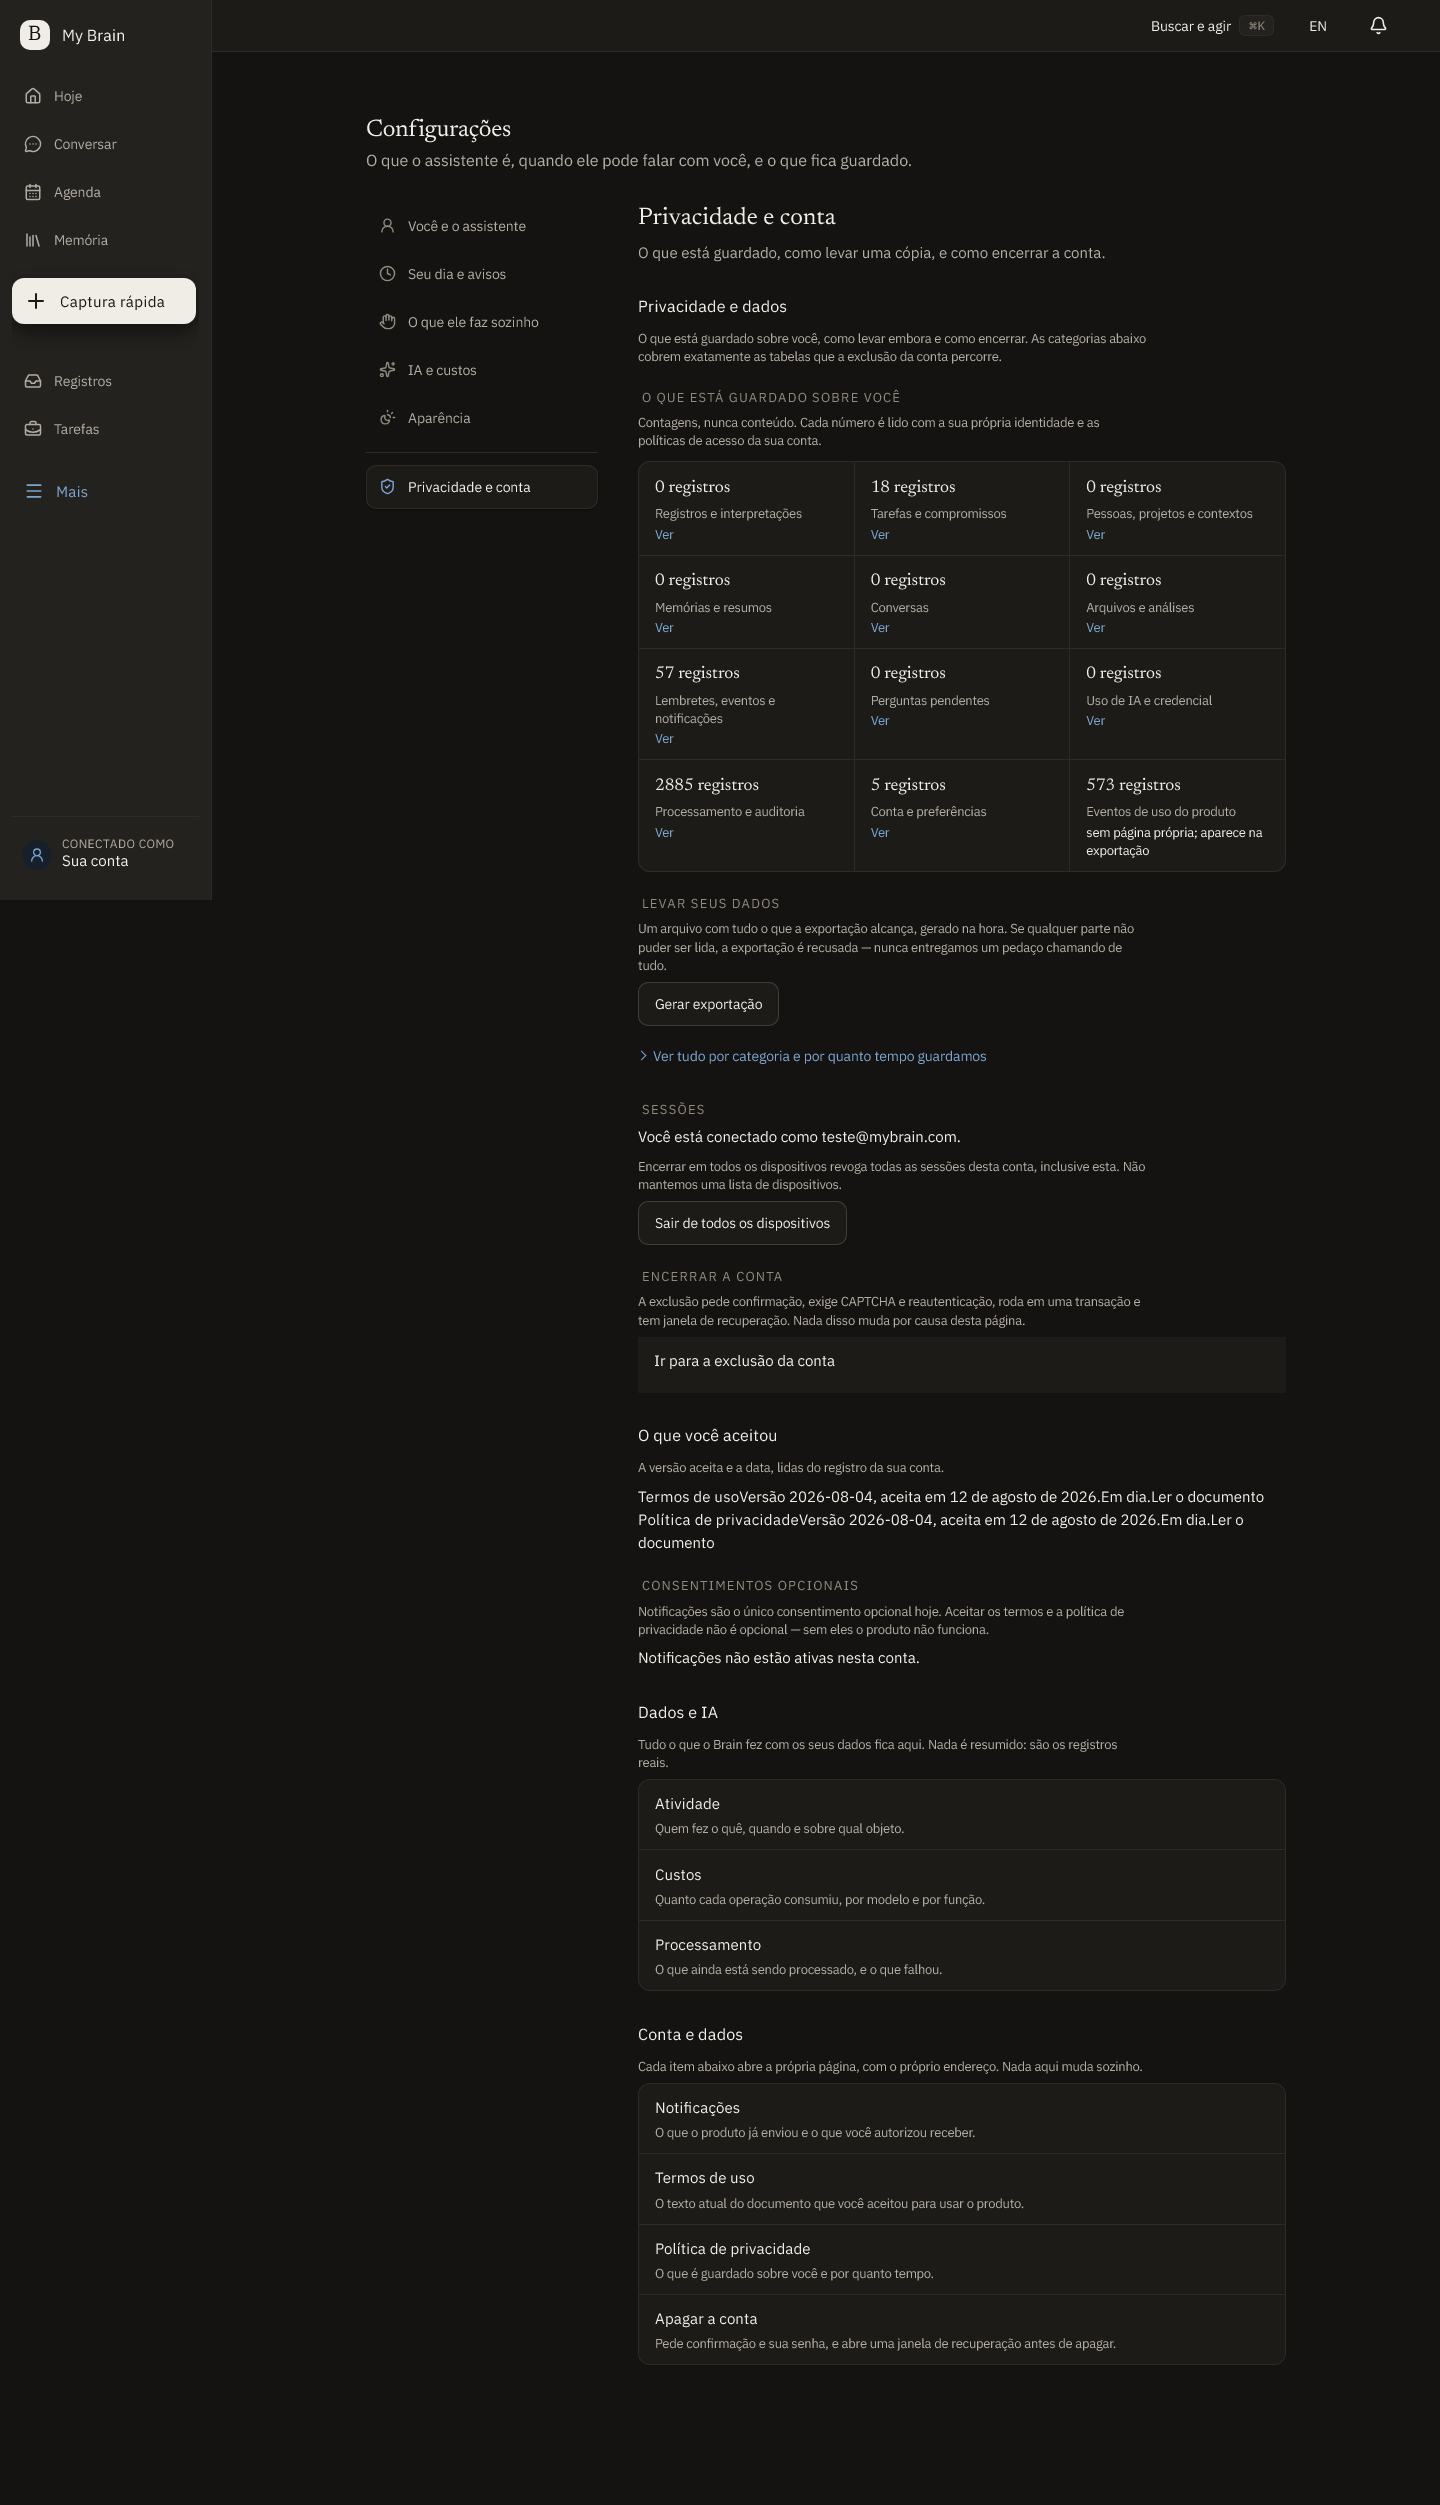 B My Brain
Buscar e agir ⌘K EN
Hoje
Conversar
Agenda
Memória
Captura rápida
Registros
Tarefas
Mais
CONECTADO COMO
Sua conta
Configurações
O que o assistente é, quando ele pode falar com você, e o que fica guardado.
Você e o assistente
Seu dia e avisos
O que ele faz sozinho
IA e custos
Aparência
Privacidade e conta
Privacidade e conta
O que está guardado, como levar uma cópia, e como encerrar a conta.
Privacidade e dados
O que está guardado sobre você, como levar embora e como encerrar. As categorias abaixo
cobrem exatamente as tabelas que a exclusão da conta percorre.
O QUE ESTÁ GUARDADO SOBRE VOCÊ
Contagens, nunca conteúdo. Cada número é lido com a sua própria identidade e as
políticas de acesso da sua conta.
0 registros
Registros e interpretações
Ver
18 registros
Tarefas e compromissos
Ver
0 registros
Pessoas, projetos e contextos
Ver
0 registros
Memórias e resumos
Ver
0 registros
Conversas
Ver
0 registros
Arquivos e análises
Ver
57 registros
Lembretes, eventos e
notificações
Ver
0 registros
Perguntas pendentes
Ver
0 registros
Uso de IA e credencial
Ver
2885 registros
Processamento e auditoria
Ver
5 registros
Conta e preferências
Ver
573 registros
Eventos de uso do produto
sem página própria; aparece na
exportação
LEVAR SEUS DADOS
Um arquivo com tudo o que a exportação alcança, gerado na hora. Se qualquer parte não
puder ser lida, a exportação é recusada — nunca entregamos um pedaço chamando de
tudo.
Gerar exportação
Ver tudo por categoria e por quanto tempo guardamos
SESSÕES
Você está conectado como teste@mybrain.com.
Encerrar em todos os dispositivos revoga todas as sessões desta conta, inclusive esta. Não
mantemos uma lista de dispositivos.
Sair de todos os dispositivos
ENCERRAR A CONTA
A exclusão pede confirmação, exige CAPTCHA e reautenticação, roda em uma transação e
tem janela de recuperação. Nada disso muda por causa desta página.
Ir para a exclusão da conta
O que você aceitou
A versão aceita e a data, lidas do registro da sua conta.
Termos de usoVersão 2026-08-04, aceita em 12 de agosto de 2026.Em dia.Ler o documento
Política de privacidadeVersão 2026-08-04, aceita em 12 de agosto de 2026.Em dia.Ler o
documento
CONSENTIMENTOS OPCIONAIS
Notificações são o único consentimento opcional hoje. Aceitar os termos e a política de
privacidade não é opcional — sem eles o produto não funciona.
Notificações não estão ativas nesta conta.
Dados e IA
Tudo o que o Brain fez com os seus dados fica aqui. Nada é resumido: são os registros
reais.
Atividade
Quem fez o quê, quando e sobre qual objeto.
Custos
Quanto cada operação consumiu, por modelo e por função.
Processamento
O que ainda está sendo processado, e o que falhou.
Conta e dados
Cada item abaixo abre a própria página, com o próprio endereço. Nada aqui muda sozinho.
Notificações
O que o produto já enviou e o que você autorizou receber.
Termos de uso
O texto atual do documento que você aceitou para usar o produto.
Política de privacidade
O que é guardado sobre você e por quanto tempo.
Apagar a conta
Pede confirmação e sua senha, e abre uma janela de recuperação antes de apagar.